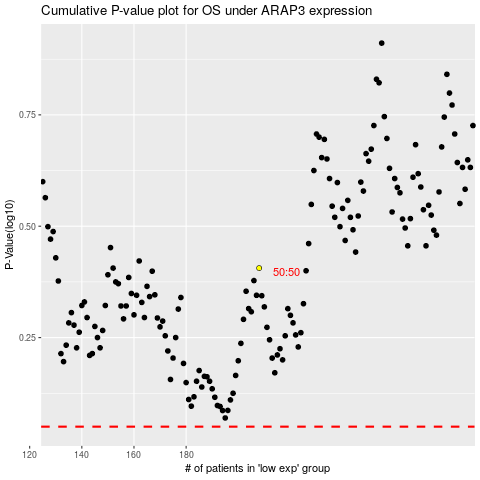 Cumulative P-value plot for OS under ARAP3 expression
P-Value(log10)
0.75
0.50
0.25
50:50
120 140 160 180
# of patients in 'low exp' group